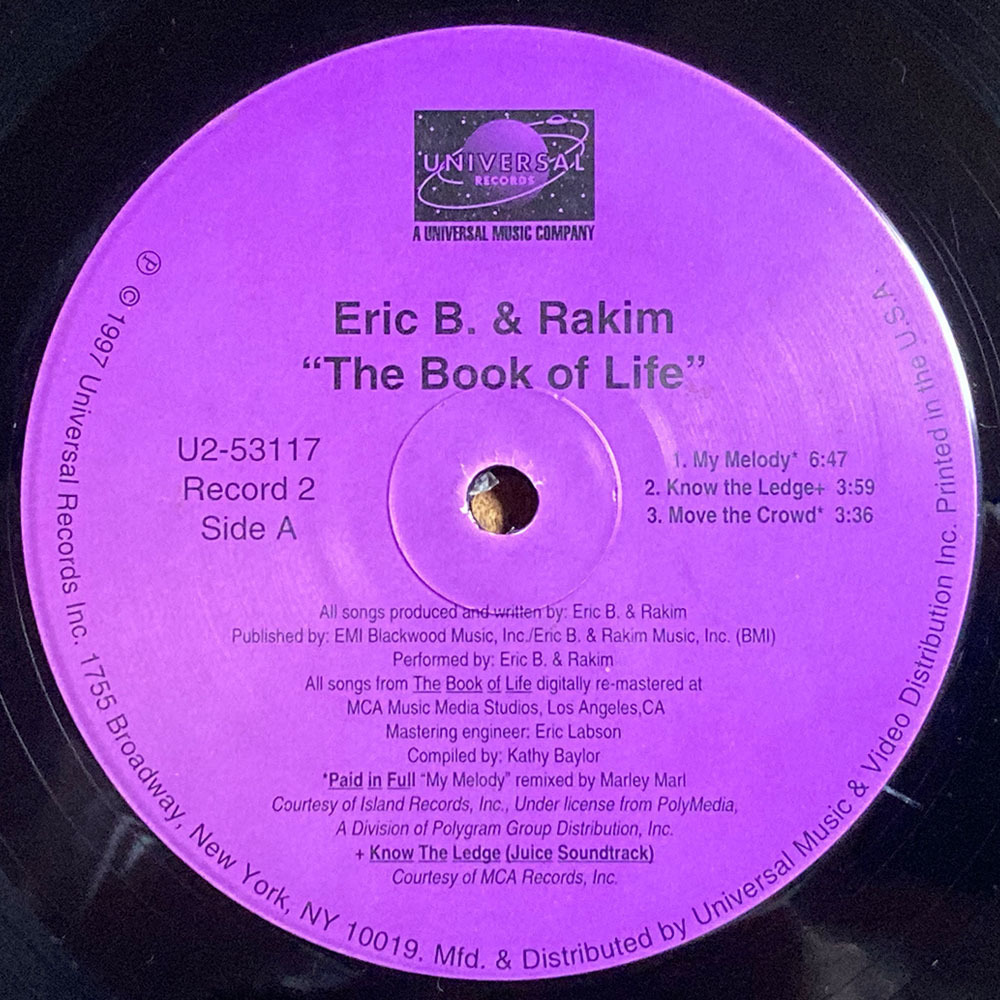 UNIVERSAL
RECORDS
A UNIVERSAL MUSIC COMPANY
Eric B. & Rakim
“The Book of Life”
U2-53117
Record 2
Side A
1. My Melody* 6:47
2. Know the Ledge+ 3:59
3. Move the Crowd* 3:36
All songs produced and written by: Eric B. & Rakim
Published by: EMI Blackwood Music, Inc./Eric B. & Rakim Music, Inc. (BMI)
Performed by: Eric B. & Rakim
All songs from The Book of Life digitally re-mastered at
MCA Music Media Studios, Los Angeles,CA
Mastering engineer: Eric Labson
Compiled by: Kathy Baylor
*Paid in Full “My Melody” remixed by Marley Marl
Courtesy of Island Records, Inc., Under license from PolyMedia,
A Division of Polygram Group Distribution, Inc.
+ Know The Ledge (Juice Soundtrack)
Courtesy of MCA Records, Inc.
℗ © 1997 Universal Records Inc. 1755 Broadway, New York, NY 10019. Mfd. & Distributed by Universal Music & Video Distribution Inc. Printed in the U.S.A.